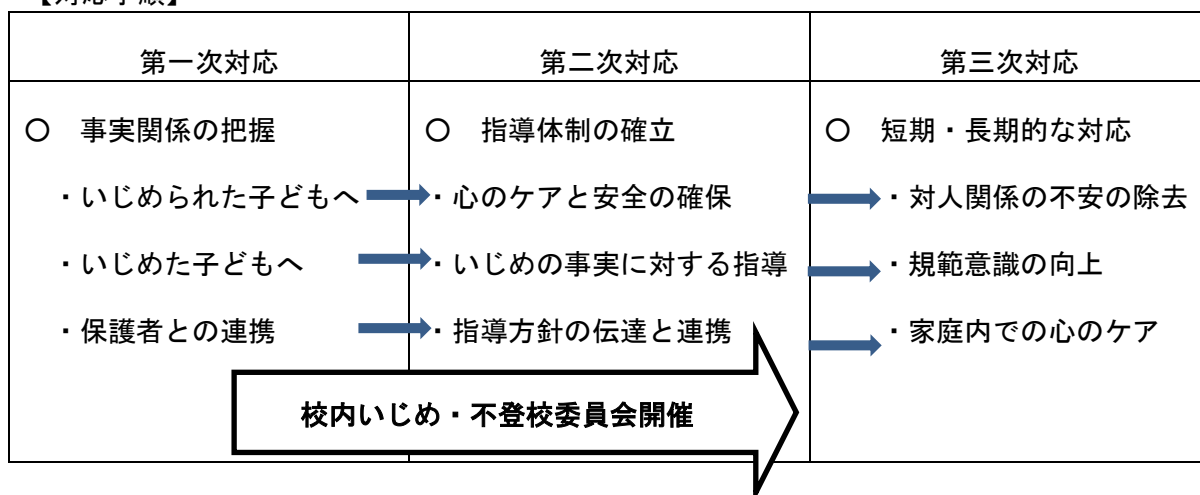 【対応手順】
第一次対応
第二次対応
第三次対応
○ 事実関係の把握
・いじめられた子どもへ
・いじめた子どもへ
・保護者との連携
○ 指導体制の確立
・心のケアと安全の確保
・いじめの事実に対する指導
・指導方針の伝達と連携
○ 短期・長期的な対応
・対人関係の不安の除去
・規範意識の向上
・家庭内での心のケア
校内いじめ・不登校委員会開催